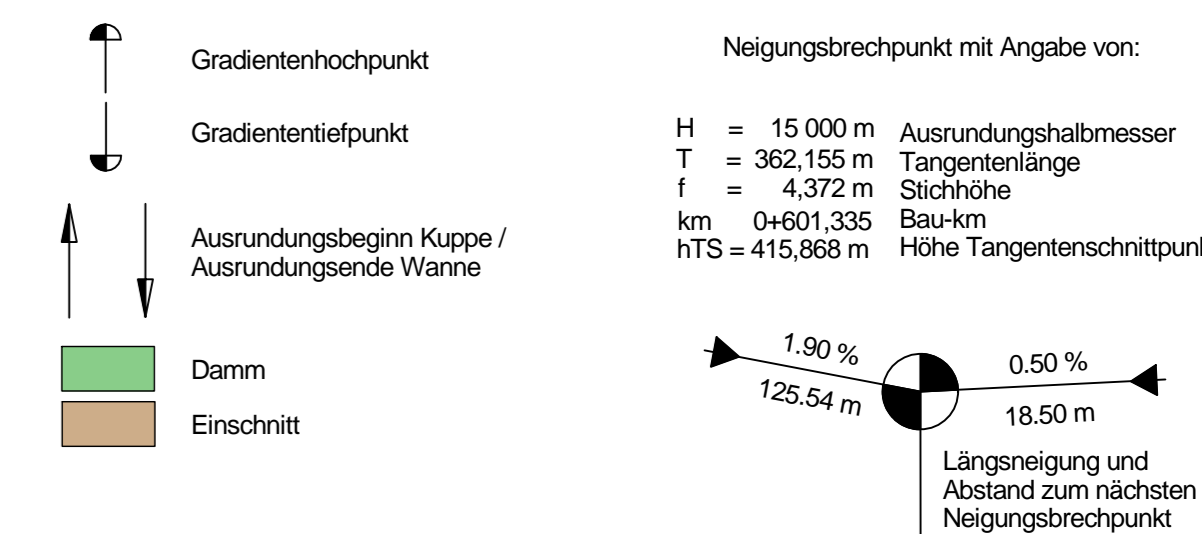 Gradientenhochpunkt
Gradiententiefpunkt
Ausrundungsbeginn Kuppe /
Ausrundungsende Wanne
Damm
Einschnitt
Neigungsbrechpunkt mit Angabe von:
H = 15 000 m Ausrundungshalbmesser
T = 362,155 m Tangentenlänge
f = 4,372 m Stichhöhe
km 0+601,335 Bau-km
hTS = 415,868 m Höhe Tangentenschnittpun
1.90 % 0.50 %
125.54 m 18.50 m
Längsneigung und
Abstand zum nächsten
Neigungsbrechpunkt